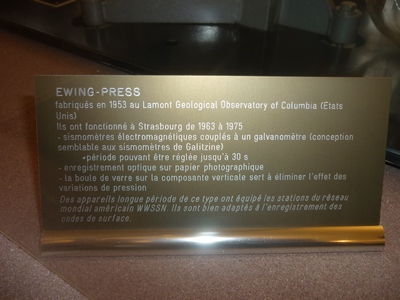 EWING-PRESS
fabriqués en 1953 au Lamont Geological Observatory of Columbia (Etats
Unis)
Ils ont fonctionné à Strasbourg de 1963 à 1975
- sismomètres électromagnétiques couplés à un galvanomètre (conception
semblable aux sismomètres de Galitzine)
•période pouvant être réglée jusqu'à 30 s
- enregistrement optique sur papier photographique
- la boule de verre sur la composante verticale sert à éliminer l'effet des
variations de pression
Des appareils longue période de ce type ont équipé les stations du réseau
mondial américain WWSSN. Ils sont bien adaptés à l'enregistrement des
ondes de surface.